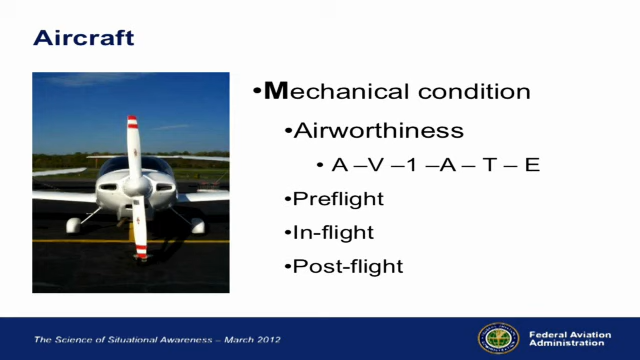 Aircraft
•Mechanical condition
•Airworthiness
• A –V –1 –A – T – E
•Preflight
•In-flight
•Post-flight
The Science of Situational Awareness – March 2012
Federal Aviation
Administration